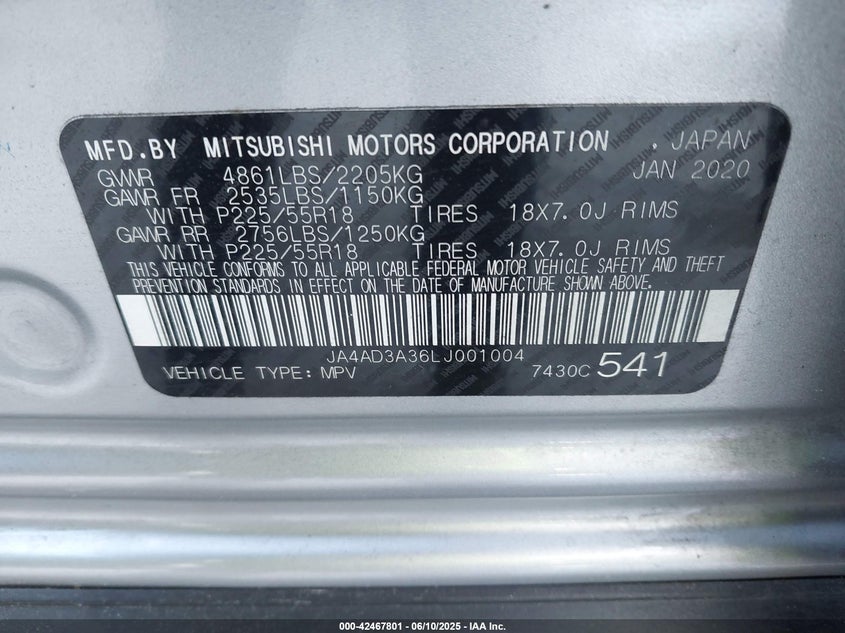 MFD.BY MITSUBISHI MOTORS CORPORATION . JAPAN
GVWR 4861LBS/2205KG JAN 2020
GAWR FR 2535LBS/1150KG
WITH P225/55R18 TIRES 18X7.0J RIMS
GAWR RR 2756LBS/1250KG
WITH P225/55R18 TIRES 18X7.0J RIMS
THIS VEHICLE CONFORMS TO ALL APPLICABLE FEDERAL MOTOR VEHICLE SAFETY AND THEFT
PREVENTION STANDARDS IN EFFECT ON THE DATE OF MANUFACTURE SHOWN ABOVE.
JA4AD3A36LJ001004
VEHICLE TYPE: MPV 7430C 541
000-42467801 - 06/10/2025 - IAA Inc.